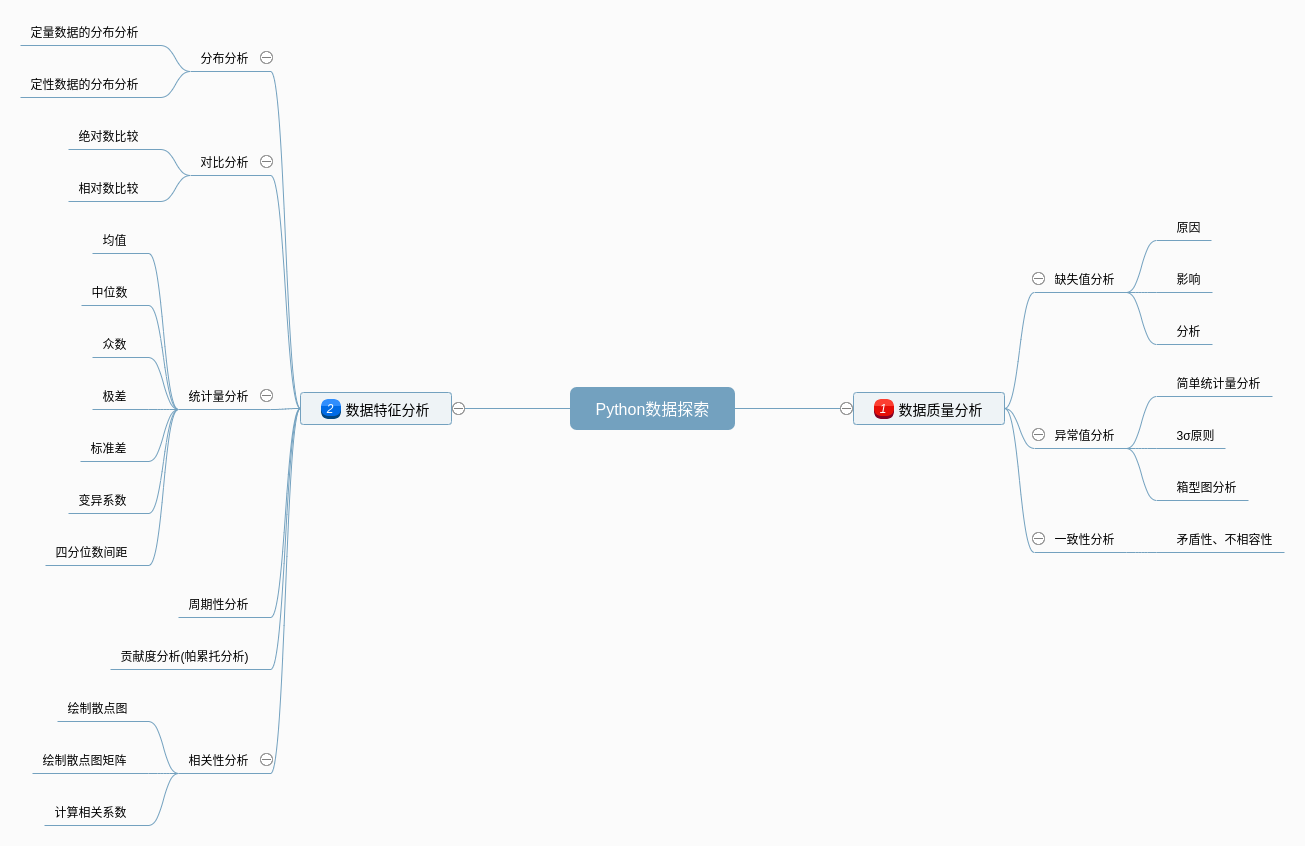 Python数据探索
1 数据质量分析
缺失值分析
原因
影响
分析
异常值分析
简单统计量分析
3σ原则
箱型图分析
一致性分析
矛盾性、不相容性
2 数据特征分析
分布分析
定量数据的分布分析
定性数据的分布分析
对比分析
绝对数比较
相对数比较
统计量分析
均值
中位数
众数
极差
标准差
变异系数
四分位数间距
周期性分析
贡献度分析(帕累托分析)
相关性分析
绘制散点图
绘制散点图矩阵
计算相关系数